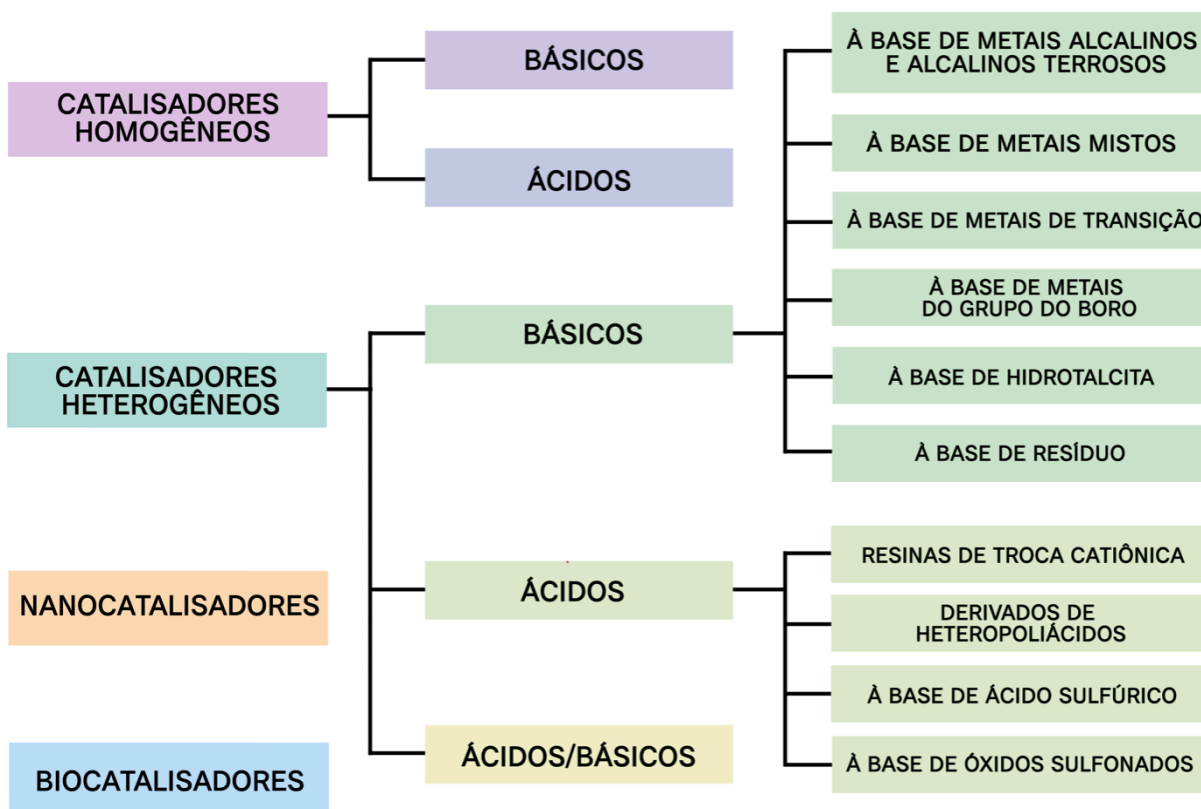 CATALISADORES
HOMOGÊNEOS
BÁSICOS
ÁCIDOS
CATALISADORES
HETEROGÊNEOS
BÁSICOS
À BASE DE METAIS ALCALINOS
E ALCALINOS TERROSOS
À BASE DE METAIS MISTOS
À BASE DE METAIS DE TRANSIÇÃO
À BASE DE METAIS
DO GRUPO DO BORO
À BASE DE HIDROTALCITA
À BASE DE RESÍDUO
ÁCIDOS
RESINAS DE TROCA CATIÔNICA
DERIVADOS DE
HETEROPOLIÁCIDOS
À BASE DE ÁCIDO SULFÚRICO
À BASE DE ÓXIDOS SULFONADOS
ÁCIDOS/BÁSICOS
NANOCATALISADORES
BIOCATALISADORES